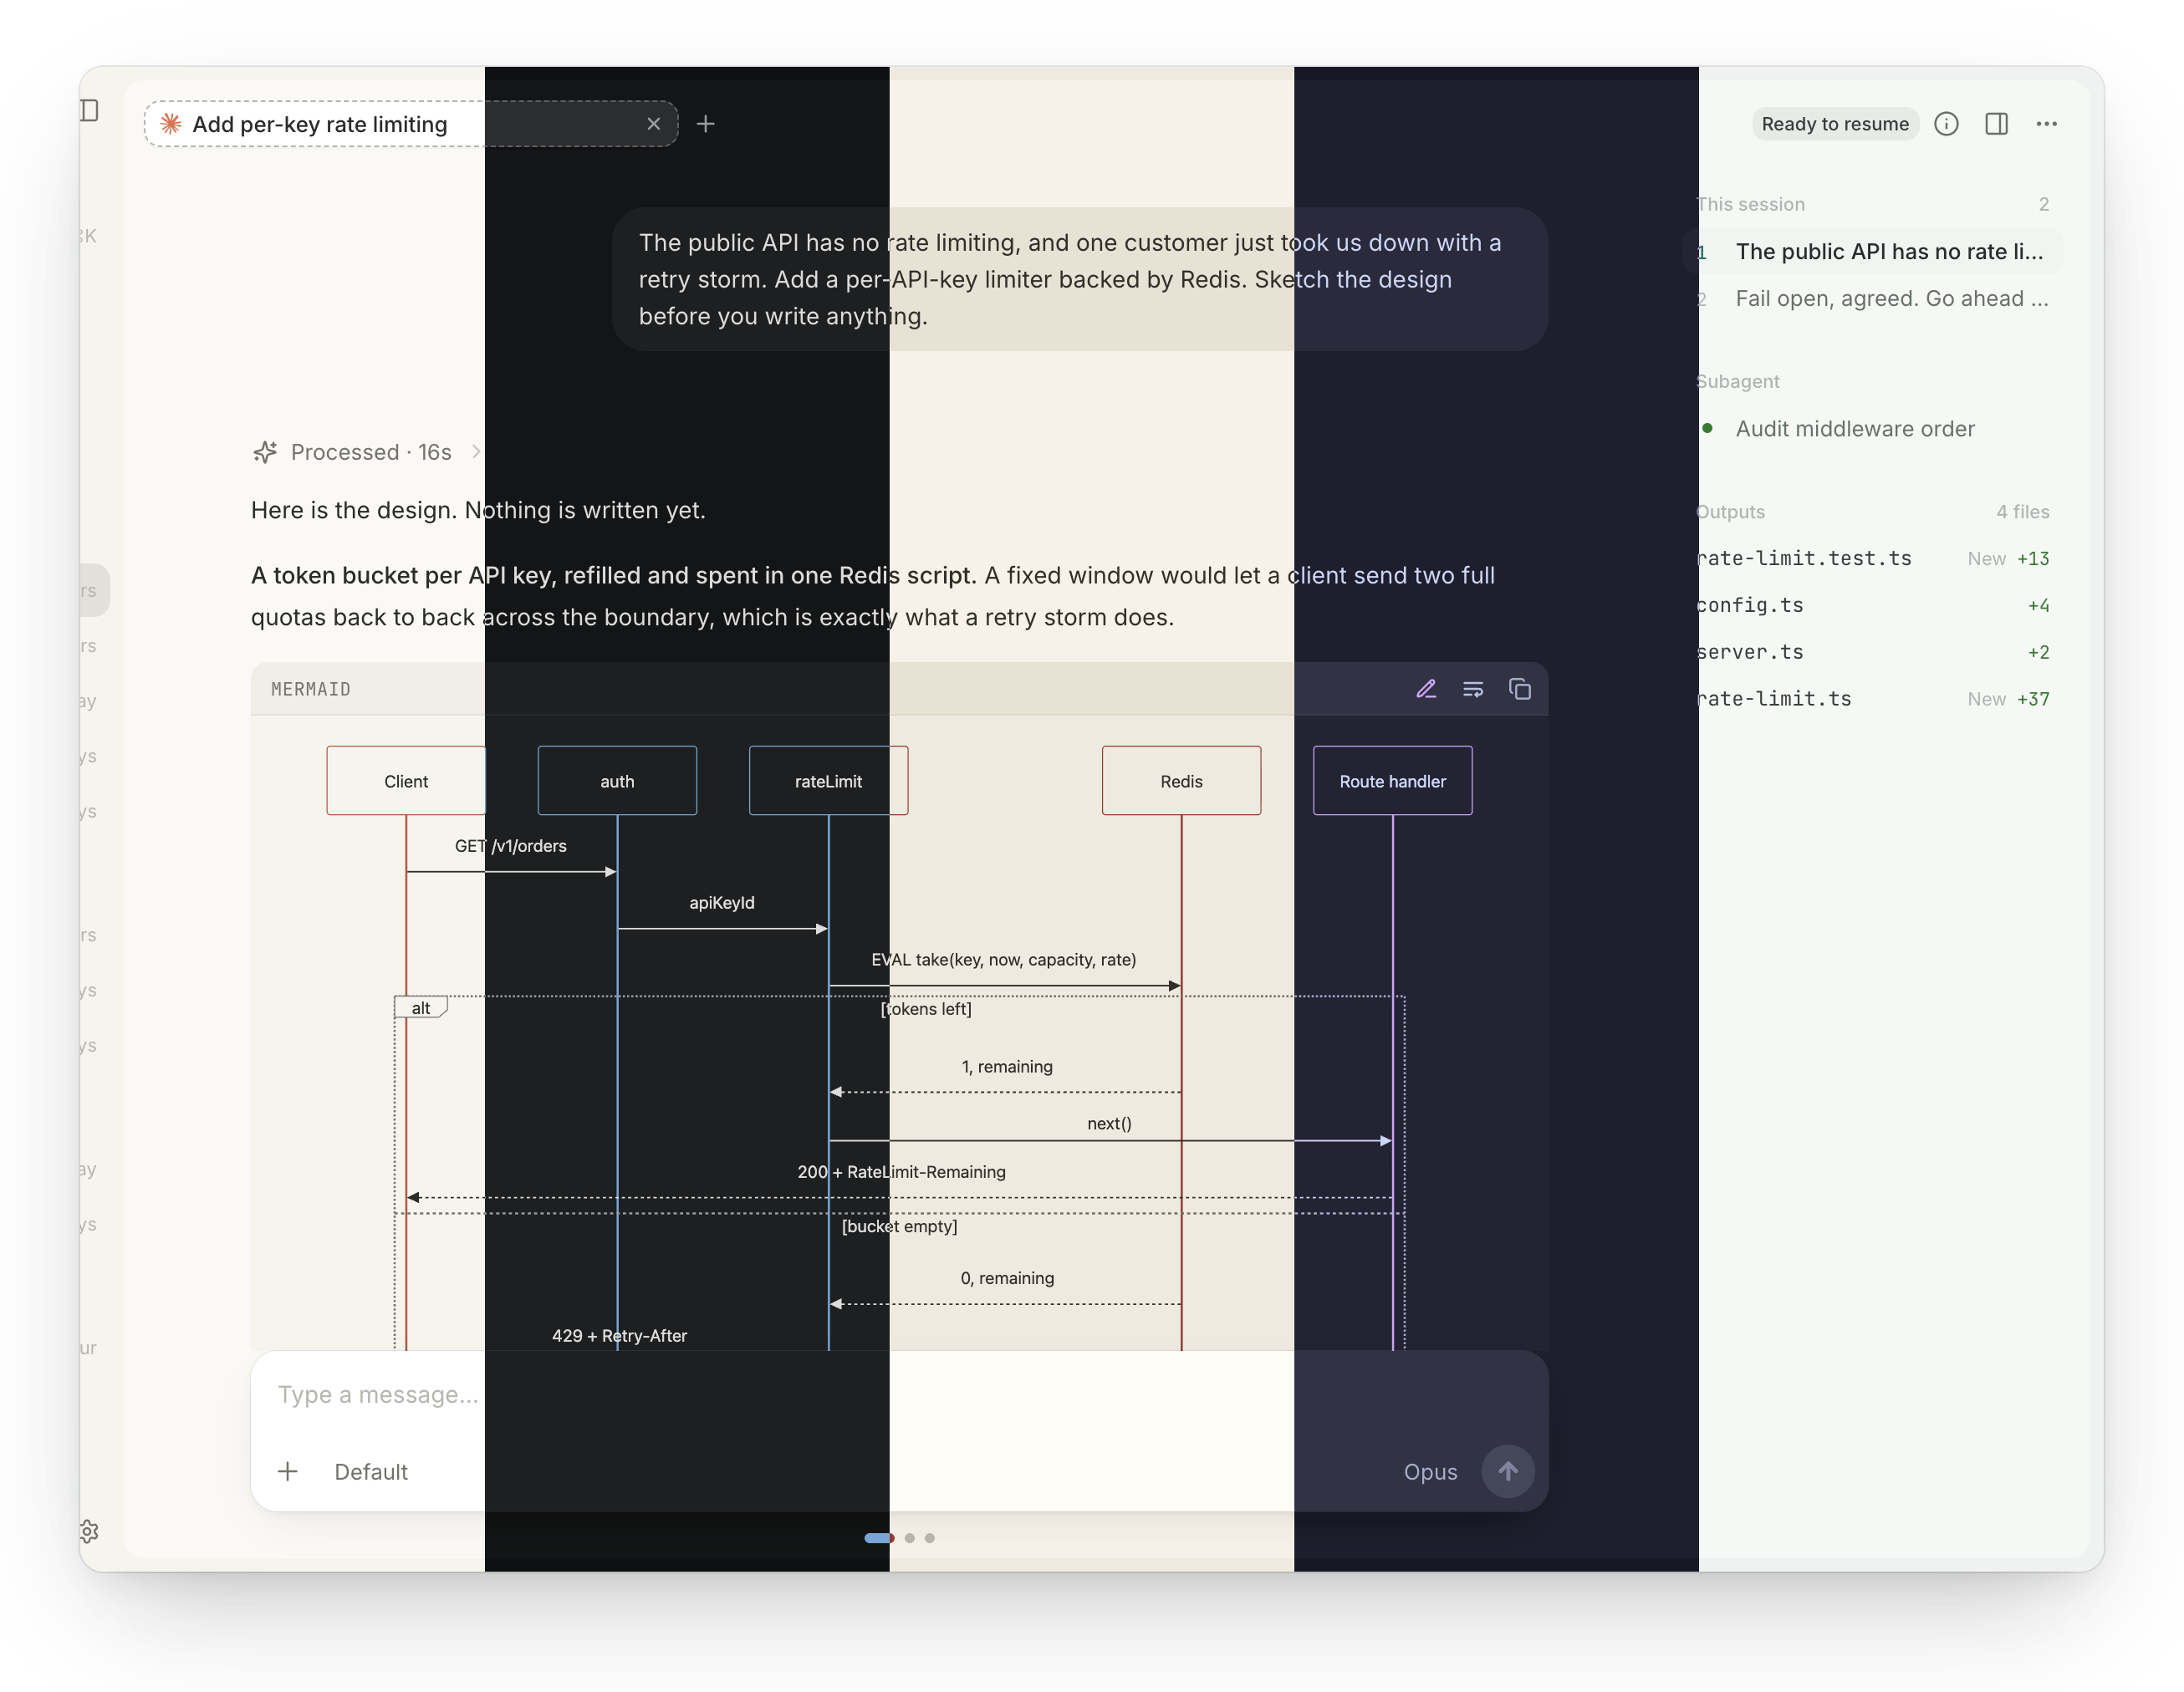 Add per-key rate limiting
Ready to resume
The public API has no rate limiting, and one customer just took us down with a
retry storm. Add a per-API-key limiter backed by Redis. Sketch the design
before you write anything.
Processed · 16s
Here is the design. Nothing is written yet.
A token bucket per API key, refilled and spent in one Redis script. A fixed window would let a client send two full
quotas back to back across the boundary, which is exactly what a retry storm does.
MERMAID
Client
auth
rateLimit
Redis
Route handler
GET /v1/orders
apiKeyId
EVAL take(key, now, capacity, rate)
alt
[tokens left]
1, remaining
next()
200 + RateLimit-Remaining
[bucket empty]
0, remaining
429 + Retry-After
Type a message...
Default
Opus
This session 2
1 The public API has no rate li...
2 Fail open, agreed. Go ahead ...
Subagent
Audit middleware order
Outputs 4 files
rate-limit.test.ts New +13
config.ts +4
server.ts +2
rate-limit.ts New +37